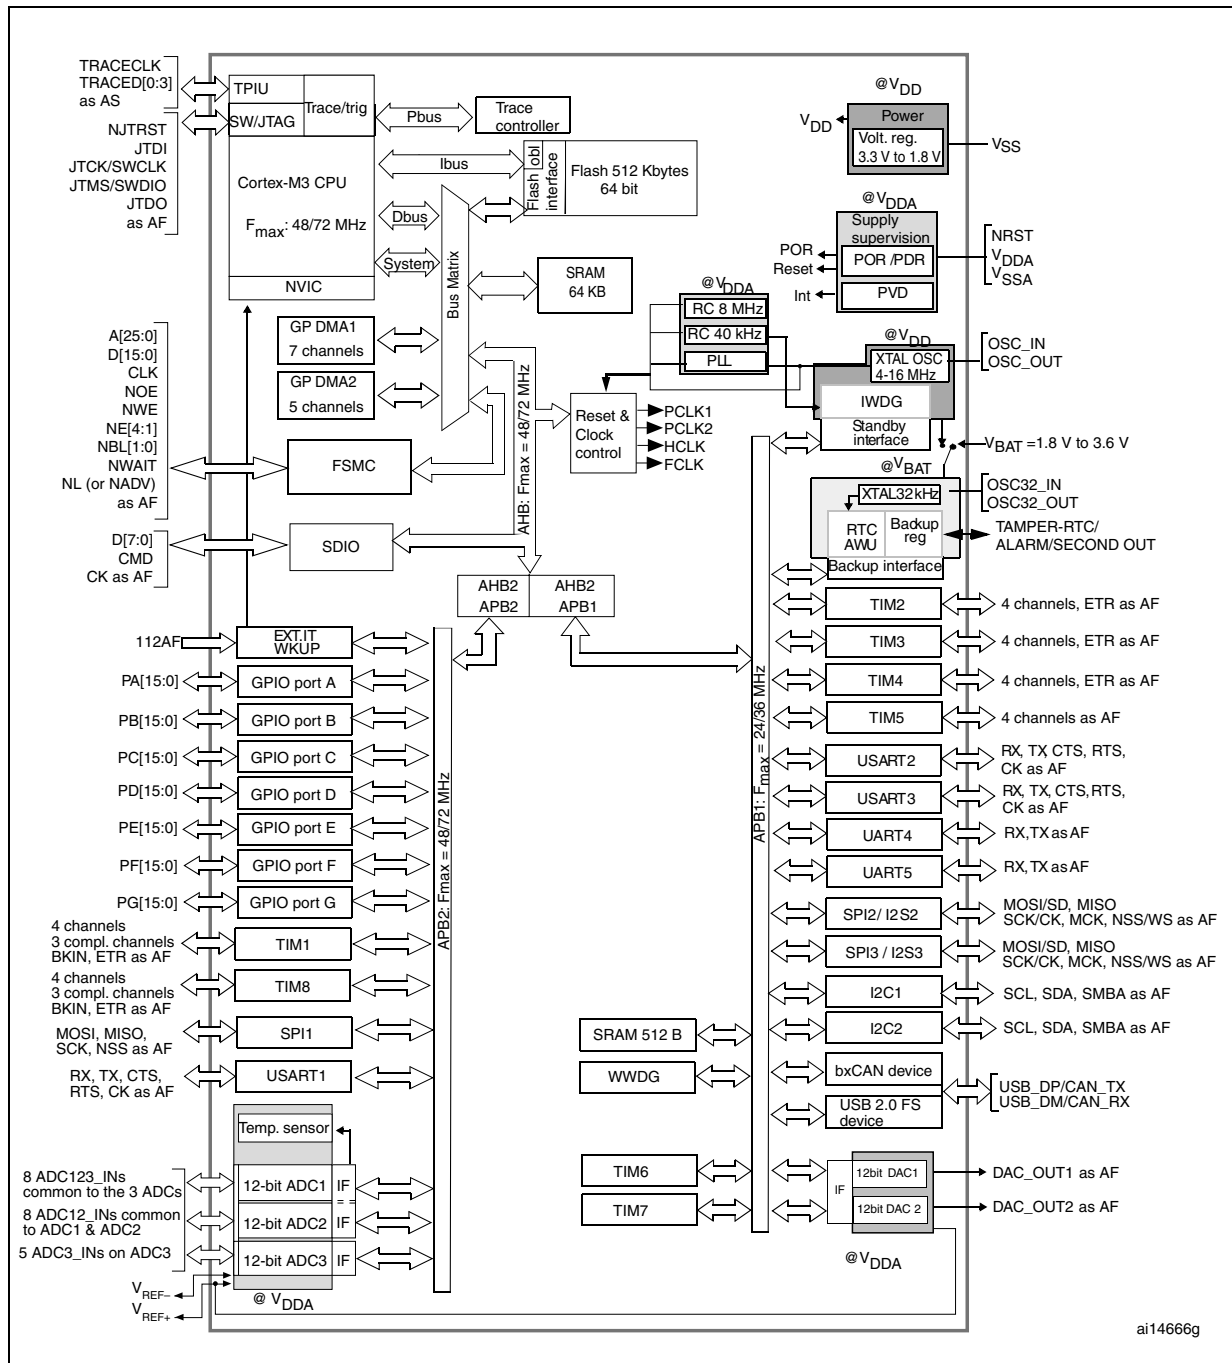 TRACECLK
TRACED[0:3]
as AS
NJTRST
JTDI
JTCK/SWCLK
JTMS/SWDIO
JTDO
as AF
TPIU
SW/JTAG
Trace/trig
Cortex-M3 CPU
Fmax: 48/72 MHz
NVIC
Pbus
Trace
controller
Ibus
Dbus
System
Bus Matrix
Flash obl
interface
Flash 512 Kbytes
64 bit
SRAM
64 KB
@VDD
Power
VDD
Volt. reg.
3.3 V to 1.8 V
VSS
@VDDA
Supply
supervision
POR
Reset
POR /PDR
Int
PVD
NRST
VDDA
VSSA
GP DMA1
7 channels
GP DMA2
5 channels
@VDDA
RC 8 MHz
RC 40 kHz
PLL
@VDD
XTAL OSC
4-16 MHz
OSC_IN
OSC_OUT
IWDG
Standby
interface
VBAT =1.8 V to 3.6 V
A[25:0]
D[15:0]
CLK
NOE
NWE
NE[4:1]
NBL[1:0]
NWAIT
NL (or NADV)
as AF
FSMC
AHB: Fmax = 48/72 MHz
Reset &
Clock
control
PCLK1
PCLK2
HCLK
FCLK
@VBAT
XTAL32kHz
OSC32_IN
OSC32_OUT
RTC
AWU
Backup
reg
Backup interface
TAMPER-RTC/
ALARM/SECOND OUT
D[7:0]
CMD
CK as AF
SDIO
AHB2
APB2
AHB2
APB1
112AF
EXT.IT
WKUP
PA[15:0]
GPIO port A
PB[15:0]
GPIO port B
PC[15:0]
GPIO port C
PD[15:0]
GPIO port D
PE[15:0]
GPIO port E
PF[15:0]
GPIO port F
PG[15:0]
GPIO port G
4 channels
3 compl. channels
BKIN, ETR as AF
TIM1
4 channels
3 compl. channels
BKIN, ETR as AF
TIM8
MOSI, MISO,
SCK, NSS as AF
SPI1
RX, TX, CTS,
RTS, CK as AF
USART1
Temp. sensor
8 ADC123_INs
common to the 3 ADCs
12-bit ADC1
IF
8 ADC12_INs common
to ADC1 & ADC2
12-bit ADC2
IF
5 ADC3_INs on ADC3
12-bit ADC3
IF
VREF–
VREF+
@ VDDA
APB2: Fmax = 48/72 MHz
APB1: Fmax = 24/36 MHz
TIM2
4 channels, ETR as AF
TIM3
4 channels, ETR as AF
TIM4
4 channels, ETR as AF
TIM5
4 channels as AF
USART2
RX, TX, CTS, RTS,
CK as AF
USART3
RX, TX, CTS, RTS,
CK as AF
UART4
RX,TX as AF
UART5
RX, TX as AF
SPI2/ I2S2
MOSI/SD, MISO
SCK/CK, MCK, NSS/WS as AF
SPI3 / I2S3
MOSI/SD, MISO
SCK/CK, MCK, NSS/WS as AF
I2C1
SCL, SDA, SMBA as AF
I2C2
SCL, SDA, SMBA as AF
SRAM 512 B
WWDG
bxCAN device
USB 2.0 FS
device
USB_DP/CAN_TX
USB_DM/CAN_RX
TIM6
TIM7
IF
12bit DAC1
DAC_OUT1 as AF
12bit DAC 2
DAC_OUT2 as AF
@VDDA
ai14666g